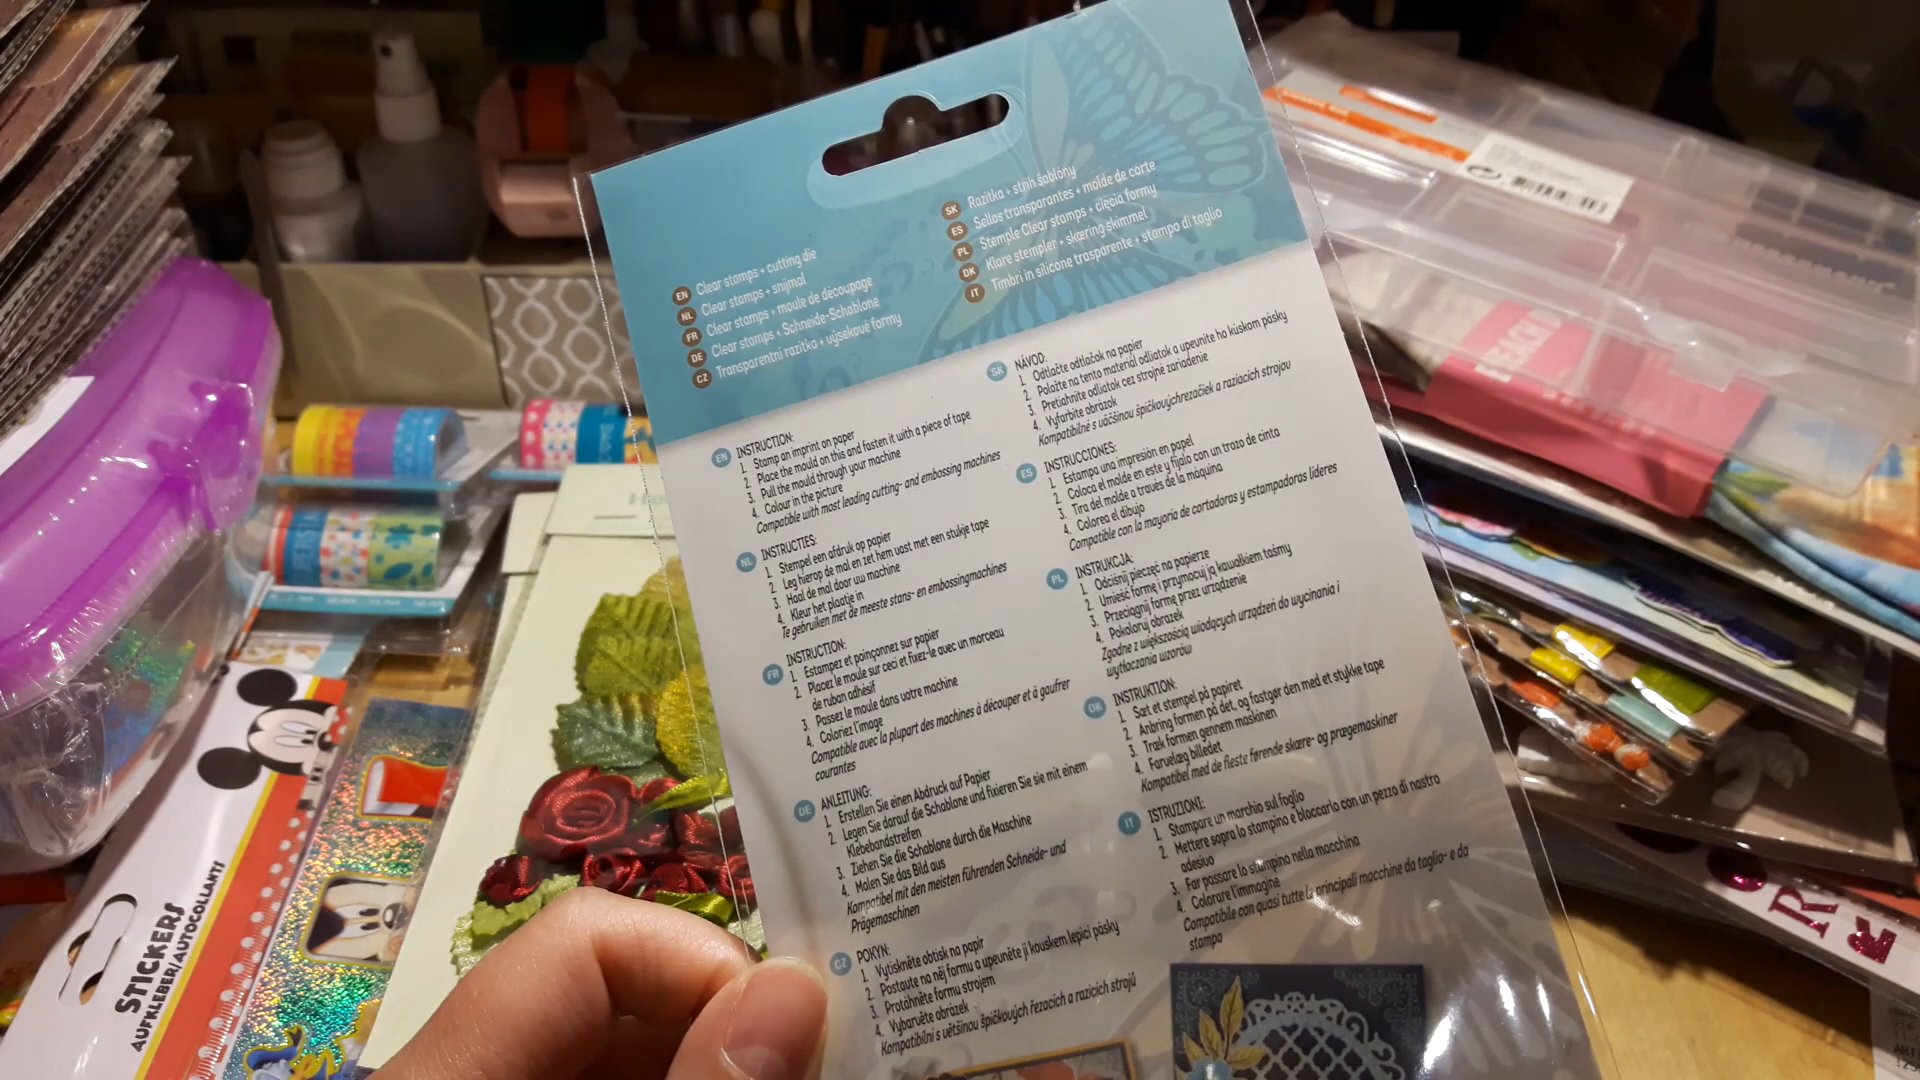 EN Clear stamps + cutting die
NL Clear stamps + snijmal
FR Clear stamps + moule de découpage
DE Clear stamps + Schneide-Schablone
CZ Transparentní razítka + výsekové formy
SK Razítka + strih šablóny
ES Sellos transparantes + molde de corte
PL Stemple Clear stamps + cięcia formy
DK Klare stempler + skæring skimmel
IT Timbri in silicone trasparente + stampo di taglio
EN INSTRUCTION:
1. Stamp an imprint on paper
2. Place the mould on this and fasten it with a piece of tape
3. Pull the mould through your machine
4. Colour in the picture
Compatible with most leading cutting- and embossing machines
NL INSTRUCTIES:
1. Stempel een afdruk op papier
2. Leg hierop de mal en zet hem vast met een stukje tape
3. Haal de mal door uw machine
4. Kleur het plaatje in
Te gebruiken met de meeste stans- en embossingmachines
FR INSTRUCTION:
1. Estampez et poinçonnez sur papier
2. Placez le moule sur ceci et fixez-le avec un morceau
de ruban adhésif
3. Passez le moule dans votre machine
4. Coloriez l'image
Compatible avec la plupart des machines à découper et à gaufrer
courantes
DE ANLEITUNG:
1. Erstellen Sie einen Abdruck auf Papier
2. Legen Sie darauf die Schablone und fixieren Sie sie mit einem
Klebebandstreifen
3. Ziehen Sie die Schablone durch die Maschine
4. Malen Sie das Bild aus
Kompatibel mit den meisten führenden Schneide- und
Prägemaschinen
CZ POKYN:
1. Vytiskněte obtisk na papír
2. Postavte na něj formu a upeuněte ji kouskem lepicí pásky
3. Protáhněte formu strojem
4. Vybarvěte obrázek
Kompatibilní s většinou špičkových řezacích a razicích strojů
SK NÁVOD:
1. Odtlačte odtlačok na papier
2. Položte na tento materiál odliatok a upeunite ho kúskom pásky
3. Pretiahnite odliatok cez strojné zariadenie
4. Vyfarbite obrázok
Kompatibilné s väčšinou špičkovýchrezačiek a raziacich strojov
ES INSTRUCCIONES:
1. Estampa una impresión en papel
2. Coloca el molde en este y fíjalo con un trozo de cinta
3. Tira del molde a través de la máquina
4. Colorea el dibujo
Compatible con la mayoría de cortadoras y estampadoras líderes
PL INSTRUKCJA:
1. Odciśnij pieczęć na papierze
2. Umieść formę i przymocuj ją kawałkiem taśmy
3. Przeciągnij formę przez urządzenie
4. Pokoloruj obrazek
Zgodne z większością wiodących urządzeń do wycinania i
wytłaczania wzorów
DK INSTRUKTION:
1. Sæt et stempel på papiret
2. Anbring formen på det, og fastgør den med et stykke tape
3. Træk formen gennem maskinen
4. Farvelæg billedet
Kompatibel med de fleste førende skære- og prægemaskiner
IT ISTRUZIONI:
1. Stampare un marchio sul foglio
2. Mettere sopra lo stampino e bloccarlo con un pezzo di nastro
adesivo
3. Far passare lo stampino nella macchina
4. Colorare l'immagine
Compatibile con quasi tutte le principali macchine da taglio- e da
stampa
STICKERS
AUFKLEBER/AUTOCOLLANTI
BEACH